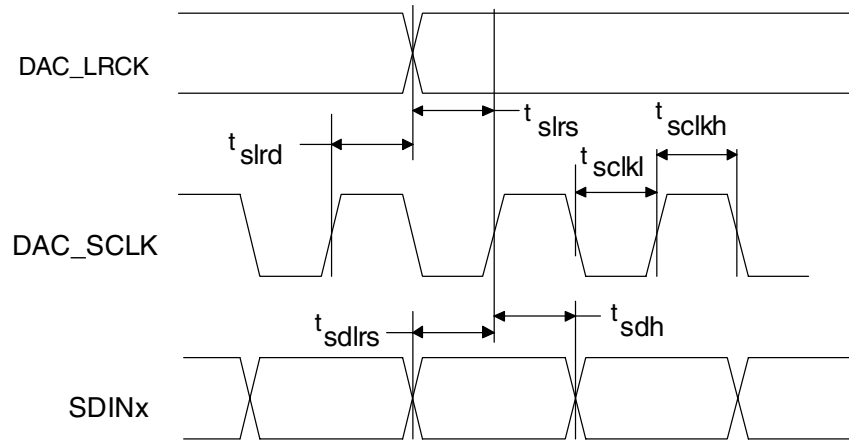 DAC_LRCK
t slrs
t sclkh
t slrd
t sclkl
DAC_SCLK
t sdlrs
t sdh
SDINx